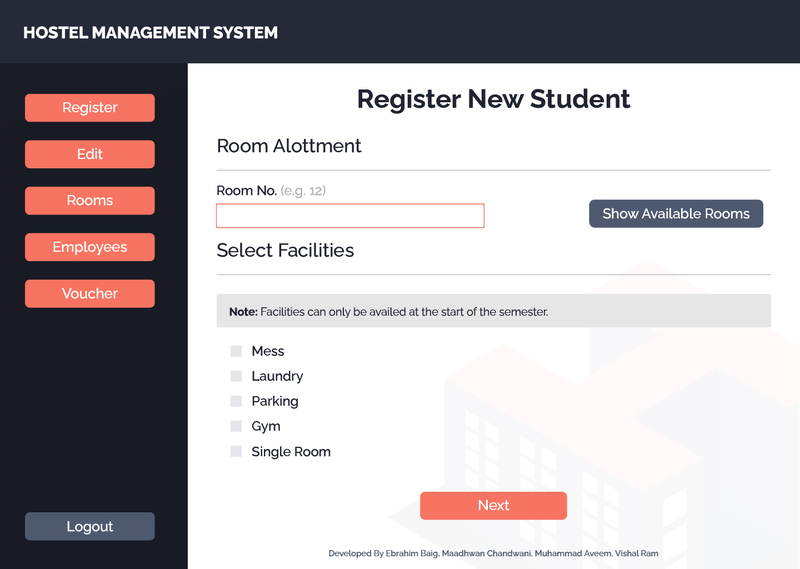 HOSTEL MANAGEMENT SYSTEM
Register
Edit
Rooms
Employees
Voucher
Logout
Register New Student
Room Alottment
Room No. (e.g. 12)
Show Available Rooms
Select Facilities
Note: Facilities can only be availed at the start of the semester.
Mess
Laundry
Parking
Gym
Single Room
Next
Developed By Ebrahim Baig, Maadhwan Chandwani, Muhammad Aveem, Vishal Ram